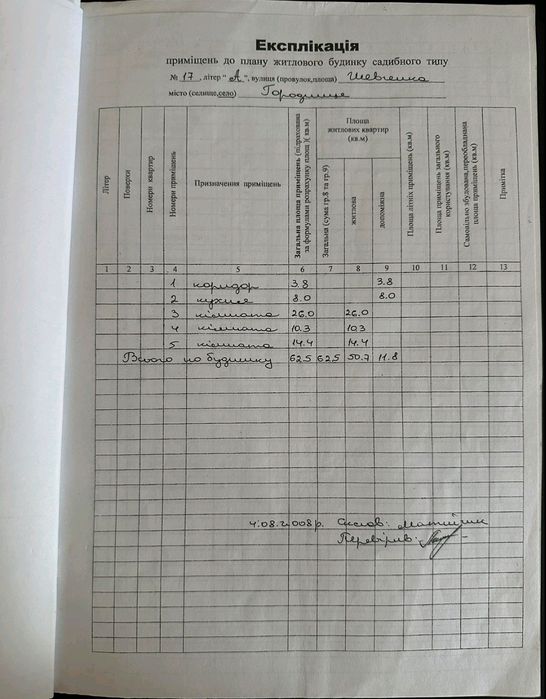 Експлікація
приміщень до плану житлового будинку садибного типу
№ 17, літер "А", вулиця (провулок,площа) Шевченка
місто (селище,село) Городище
Літер
Поверхи
Номери квартир
Номери приміщень
Призначення приміщень
Загальна площа приміщень (підрахована за формулами розрахунку площ )( кв.м)
Площа житлових квартир (кв.м)
Загальна (сума гр.8 та гр.9)
житлова
допоміжна
Площа літніх приміщень (кв.м)
Площа приміщень загального користування (кв.м)
Самовільно збудована,переобладнана площа приміщень (кв.м)
Примітка
1 2 3 4 5 6 7 8 9 10 11 12 13
1 коридор 3.8 3.8
2 кухня 8.0 8.0
3 кімната 26.0 26.0
4 кімната 10.3 10.3
5 кімната 14.4 14.4
Всього по будинку 62.5 62.5 50.7 11.8
4.08.2008р. Склав:
Перевірив: